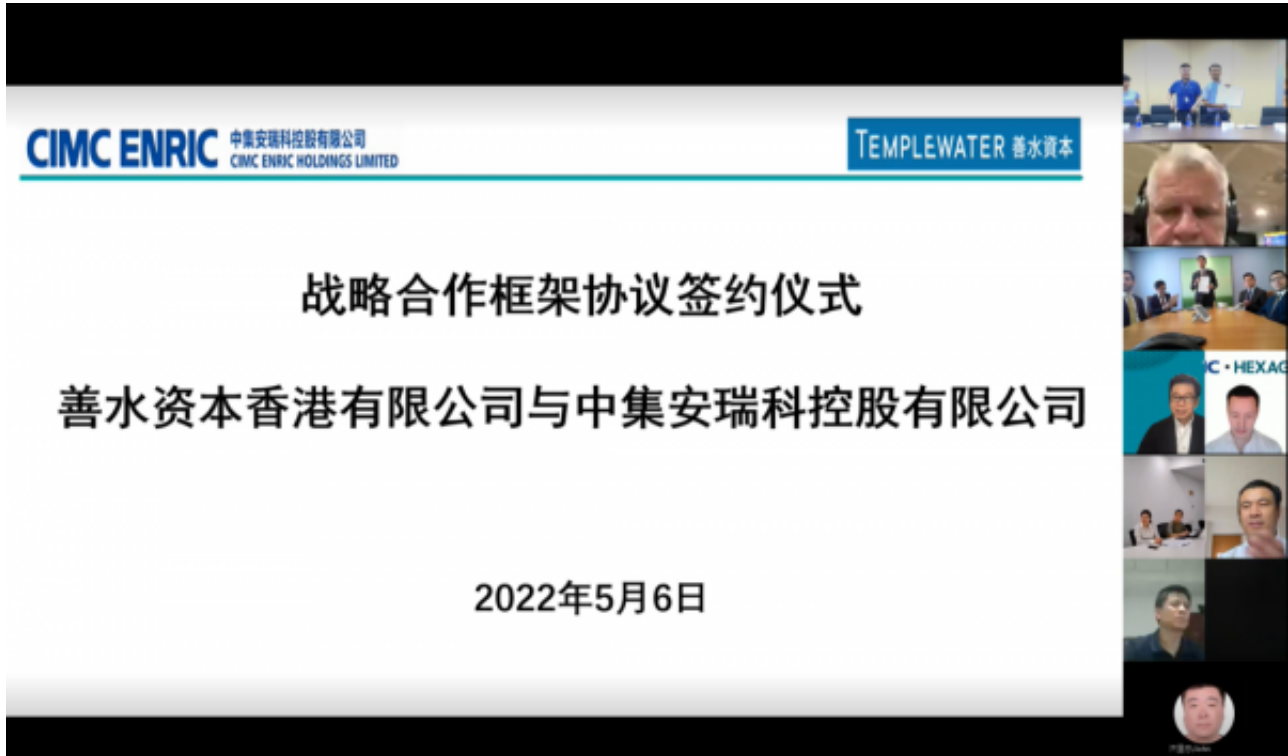 CIMC ENRIC 中集安瑞科控股有限公司
CIMC ENRIC HOLDINGS LIMITED
TEMPLEWATER 善水資本
战略合作框架协议签约仪式
善水资本香港有限公司与中集安瑞科控股有限公司
2022年5月6日
HEXAG